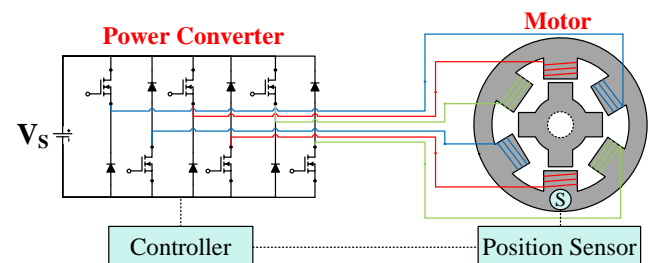 Power Converter
Motor
Vs
S
Controller
Position Sensor